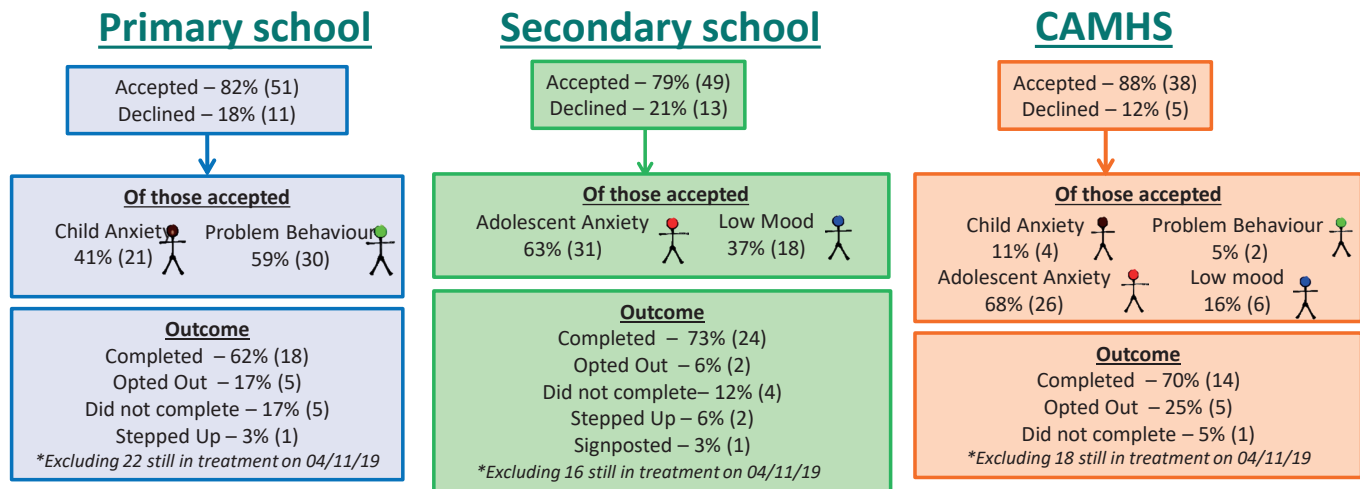 Primary school
Accepted – 82% (51)
Declined – 18% (11)
Of those accepted
Child Anxiety
41% (21)
Problem Behaviour
59% (30)
Outcome
Completed – 62% (18)
Opted Out – 17% (5)
Did not complete – 17% (5)
Stepped Up – 3% (1)
*Excluding 22 still in treatment on 04/11/19
Secondary school
Accepted – 79% (49)
Declined – 21% (13)
Of those accepted
Adolescent Anxiety
63% (31)
Low Mood
37% (18)
Outcome
Completed – 73% (24)
Opted Out – 6% (2)
Did not complete– 12% (4)
Stepped Up – 6% (2)
Signposted – 3% (1)
*Excluding 16 still in treatment on 04/11/19
CAMHS
Accepted – 88% (38)
Declined – 12% (5)
Of those accepted
Child Anxiety
11% (4)
Problem Behaviour
5% (2)
Adolescent Anxiety
68% (26)
Low mood
16% (6)
Outcome
Completed – 70% (14)
Opted Out – 25% (5)
Did not complete – 5% (1)
*Excluding 18 still in treatment on 04/11/19